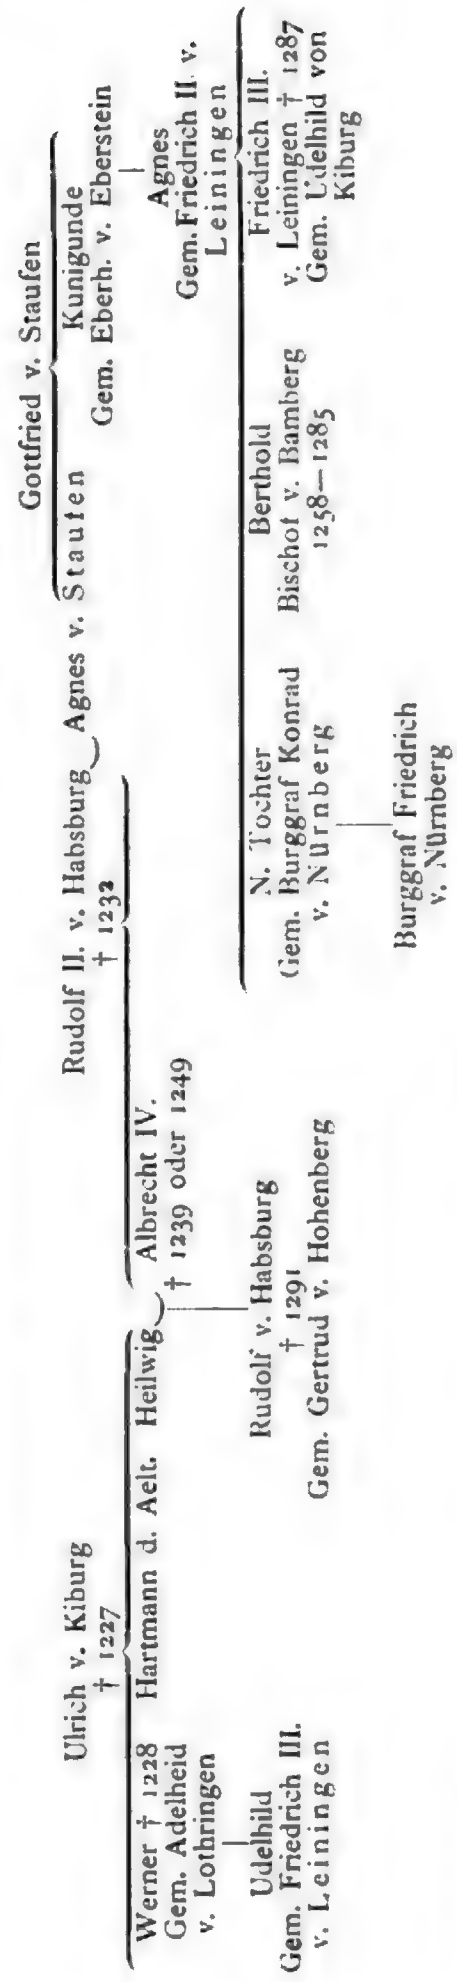 Ulrich v. Kiburg
† 1227
Werner † 1228
Gem. Adelheid
v. Lothringen
Hartmann d. Aelt.
Heilwig
Udelhild
Gem. Friedrich III.
v. Leiningen
Rudolf II. v. Habsburg
† 1232
Agnes v. Staufen
Albrecht IV.
† 1239 oder 1249
Rudolf v. Habsburg
† 1291
Gem. Gertrud v. Hohenberg
Gottfried v. Staufen
Kunigunde
Gem. Eberh. v. Eberstein
Agnes
Gem. Friedrich II. v.
Leiningen
N. Tochter
Gem. Burggraf Konrad
v. Nürnberg
Burggraf Friedrich
v. Nürnberg
Berthold
Bischof v. Bamberg
1258—1285
Friedrich III.
v. Leiningen † 1287
Gem. Udelhild von
Kiburg